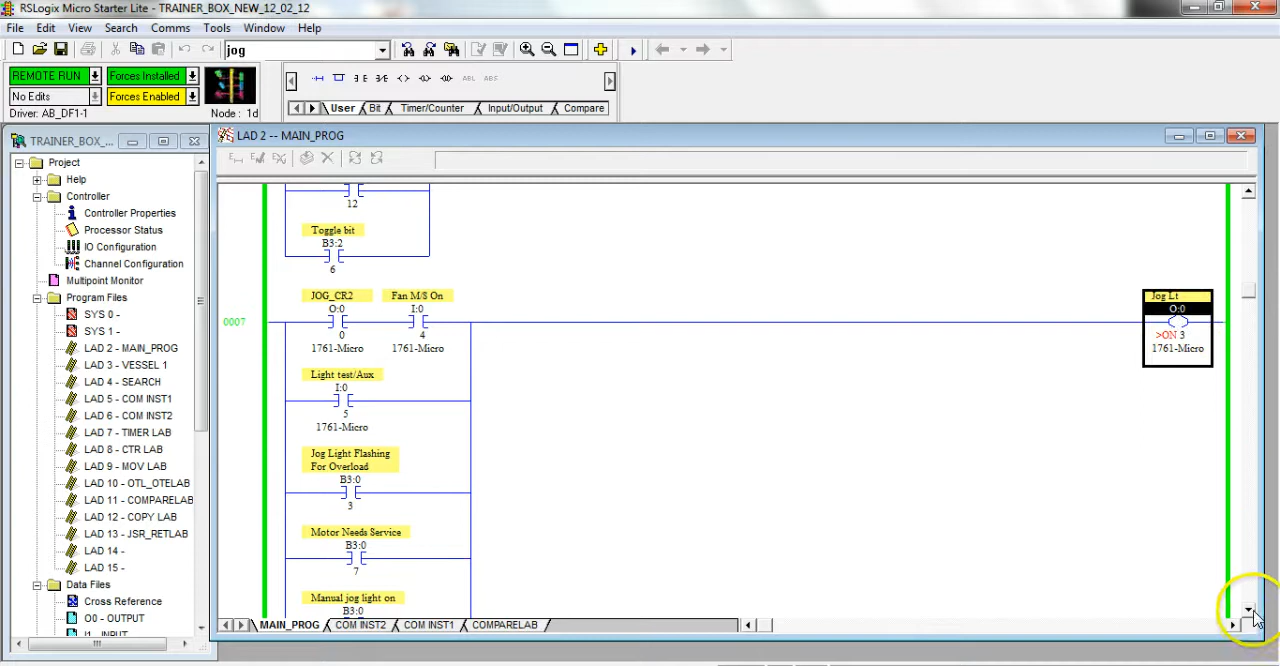 RSLogix Micro Starter Lite - TRAINER_BOX_NEW_12_02_12
File Edit View Search Comms Tools Window Help
jog
REMOTE RUN Forces Installed
No Edits Forces Enabled
Driver: AB_DF1-1 Node : 1d
ABL ABS
User Bit Timer/Counter Input/Output Compare
TRAINER_BOX_...
Project
Help
Controller
Controller Properties
Processor Status
IO Configuration
Channel Configuration
Multipoint Monitor
Program Files
SYS 0 -
SYS 1 -
LAD 2 - MAIN_PROG
LAD 3 - VESSEL 1
LAD 4 - SEARCH
LAD 5 - COM INST1
LAD 6 - COM INST2
LAD 7 - TIMER LAB
LAD 8 - CTR LAB
LAD 9 - MOV LAB
LAD 10 - OTL_OTELAB
LAD 11 - COMPARELAB
LAD 12 - COPY LAB
LAD 13 - JSR_RETLAB
LAD 14 -
LAD 15 -
Data Files
Cross Reference
O0 - OUTPUT
I1 - INPUT
LAD 2 -- MAIN_PROG
12
Toggle bit
B3:2
6
JOG_CR2 Fan M/S On Jog Lt
O:0 I:0 O:0
0007
0 4 >ON 3
1761-Micro 1761-Micro 1761-Micro
Light test/Aux
I:0
5
1761-Micro
Jog Light Flashing
For Overload
B3:0
3
Motor Needs Service
B3:0
7
Manual jog light on
B3:0
MAIN_PROG COM INST2 COM INST1 COMPARELAB